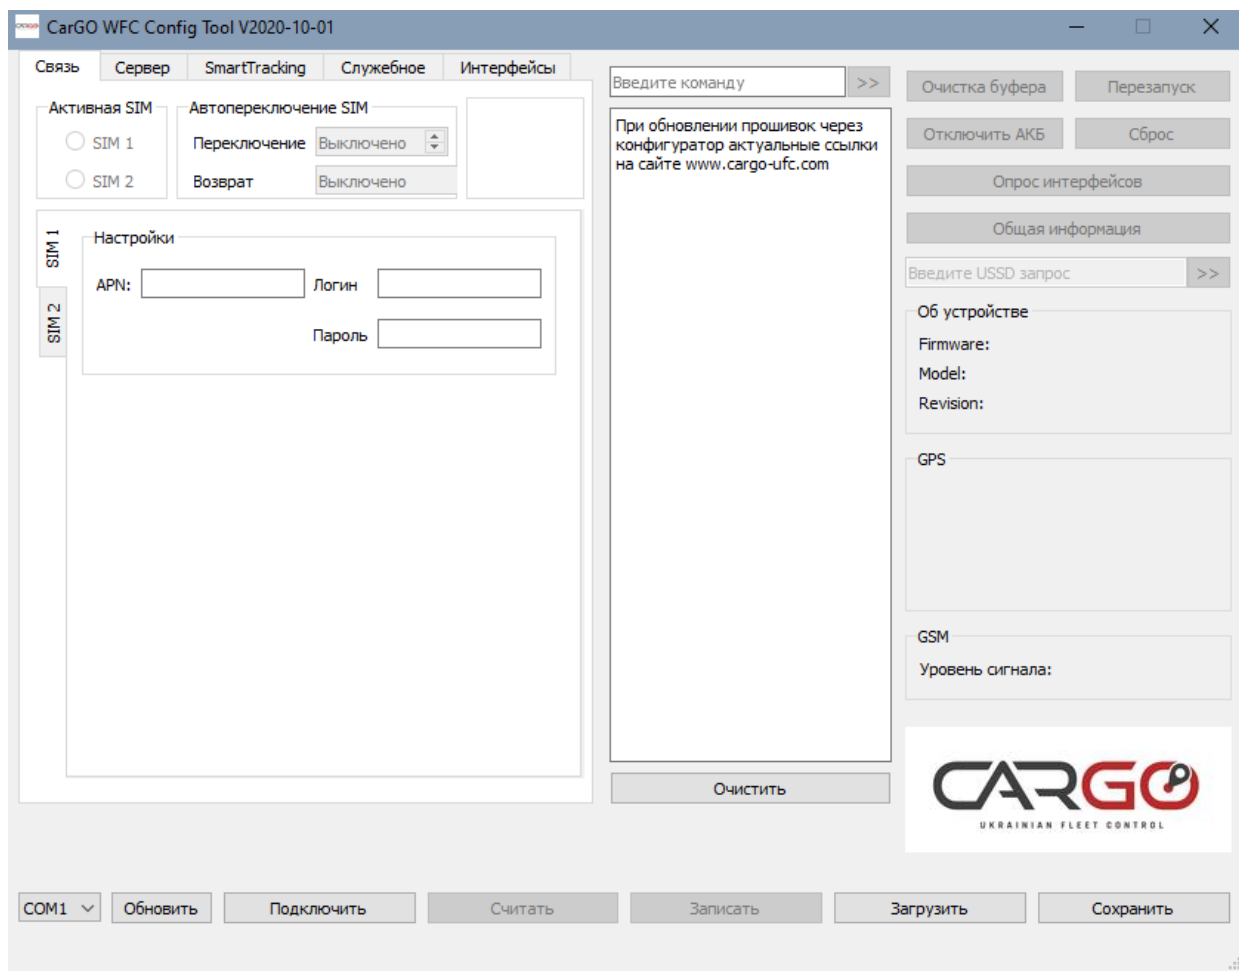 CarGO WFC Config Tool V2020-10-01
Связь
Сервер
SmartTracking
Служебное
Интерфейсы
Активная SIM
SIM 1
SIM 2
Автопереключение SIM
Переключение
Выключено
Возврат
Выключено
SIM 1
SIM 2
Настройки
APN:
Логин
Пароль
Введите команду
>>
При обновлении прошивок через
конфигуратор актуальные ссылки
на сайте www.cargo-ufc.com
Очистить
Очистка буфера
Перезапуск
Отключить АКБ
Сброс
Опрос интерфейсов
Общая информация
Введите USSD запрос
>>
Об устройстве
Firmware:
Model:
Revision:
GPS
GSM
Уровень сигнала:
CARGO
UKRAINIAN FLEET CONTROL
COM1
Обновить
Подключить
Считать
Записать
Загрузить
Сохранить